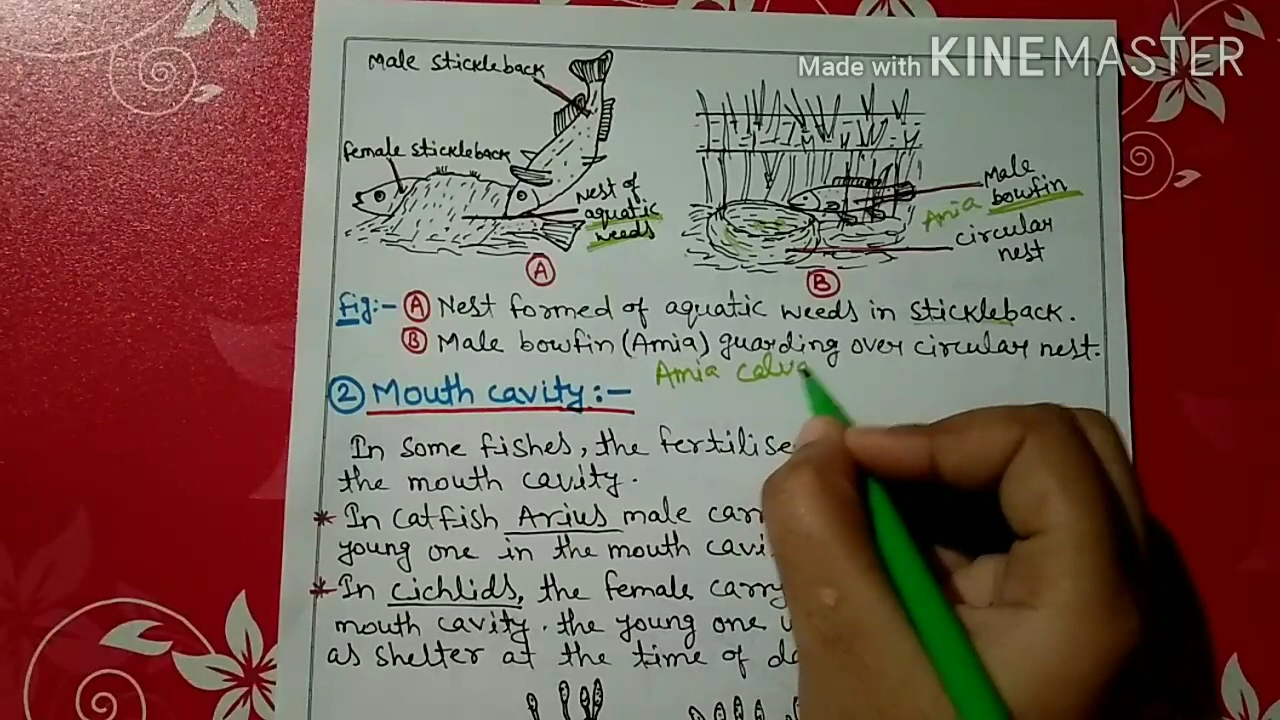 Made with KINEMASTER
Male stickleback
female stickleback
Nest of
aquatic
weeds
A
Male
bowfin
Amia
circular
nest
B
Fig:- A Nest formed of aquatic weeds in stickleback.
B Male bowfin (Amia) guarding over circular nest.
Amia calva
2 Mouth cavity:-
In some fishes, the fertilise
the mouth cavity.
* In catfish Arius male carr
young one in the mouth cavi
* In cichlids, the female carry
mouth cavity. the young one
as shelter at the time of da